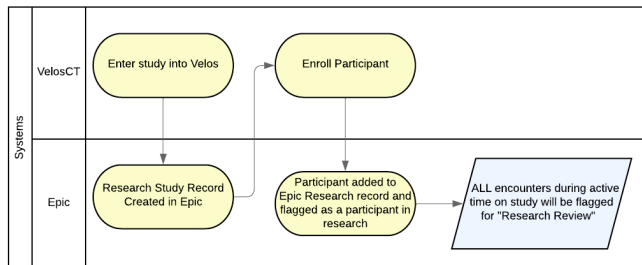 Systems
VelosCT
Enter study into Velos
Enroll Participant
Epic
Research Study Record
Created in Epic
Participant added to
Epic Research record and
flagged as a participant in
research
ALL encounters during active
time on study will be flagged
for "Research Review"